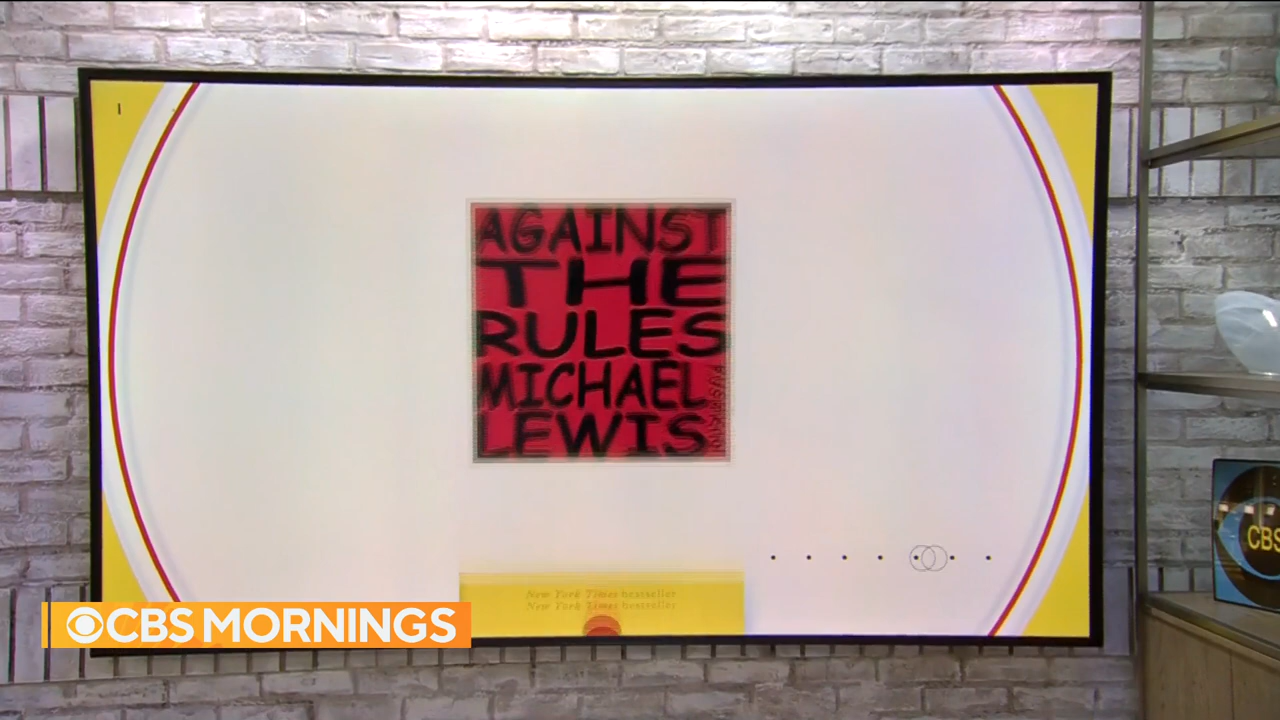 AGAINST
THE
RULES
MICHAEL
LEWIS
New York Times bestseller
New York Times bestseller
CBS MORNINGS
CBS